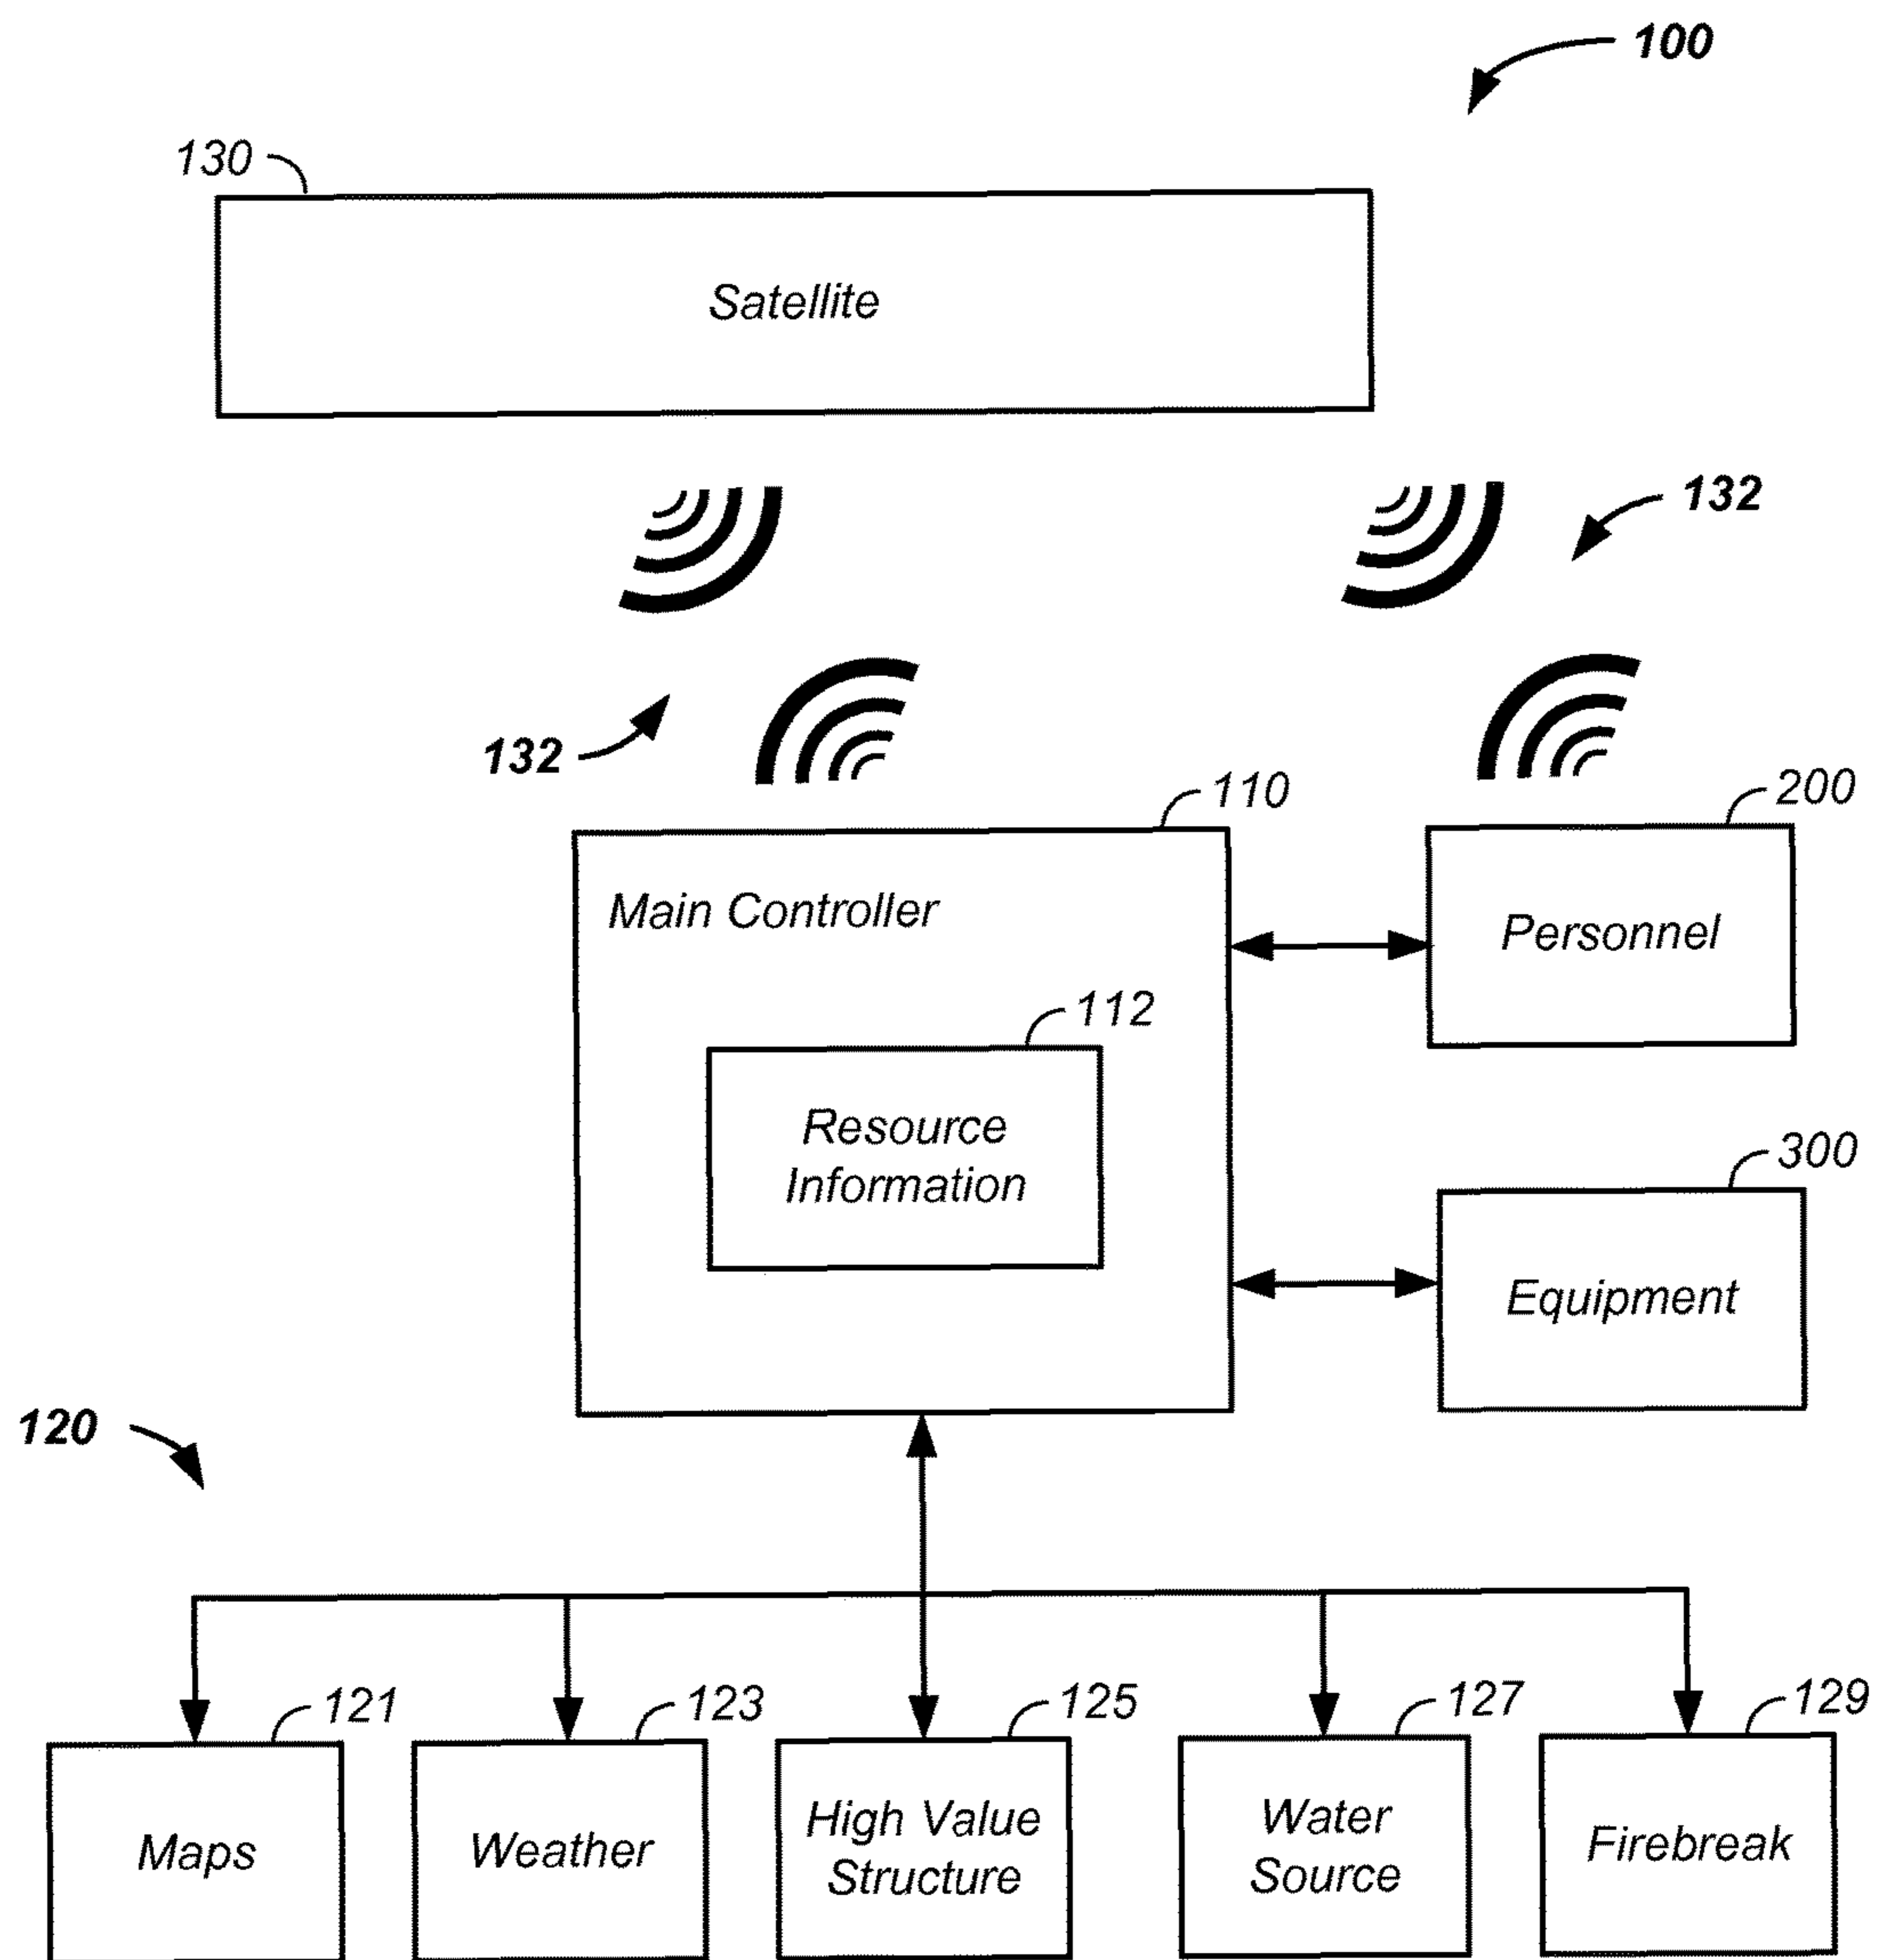 100
130
Satellite
132
132
110
200
Main Controller
Personnel
112
Resource
Information
300
Equipment
120
121
123
125
127
129
Maps
Weather
High Value
Structure
Water
Source
Firebreak